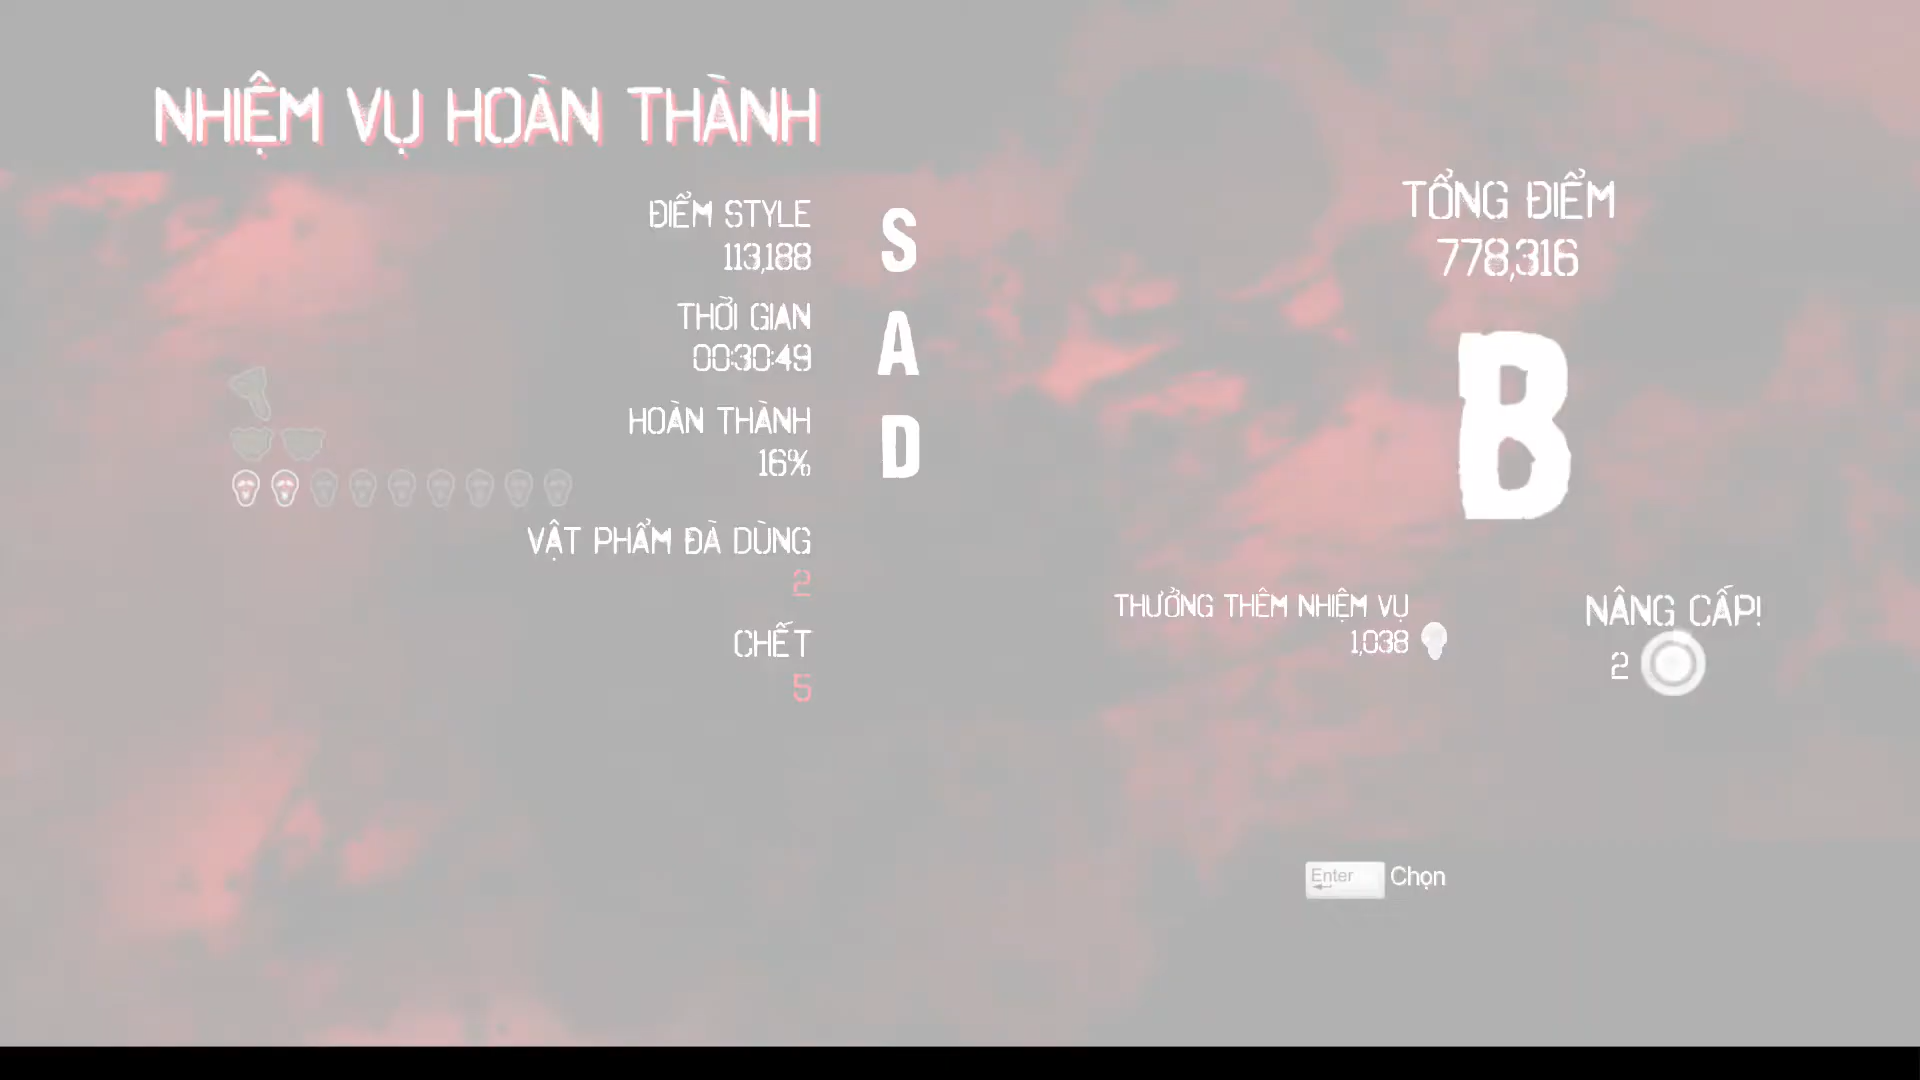 NHIỆM VỤ HOÀN THÀNH
ĐIỂM STYLE
113,188
S
THỜI GIAN
00:30:49
A
HOÀN THÀNH
16%
D
VẬT PHẨM ĐÀ DÙNG
2
CHẾT
5
TỔNG ĐIỂM
778,316
B
THƯỞNG THÊM NHIỆM VỤ
1,038
NÂNG CẤP!
2
Enter Chọn